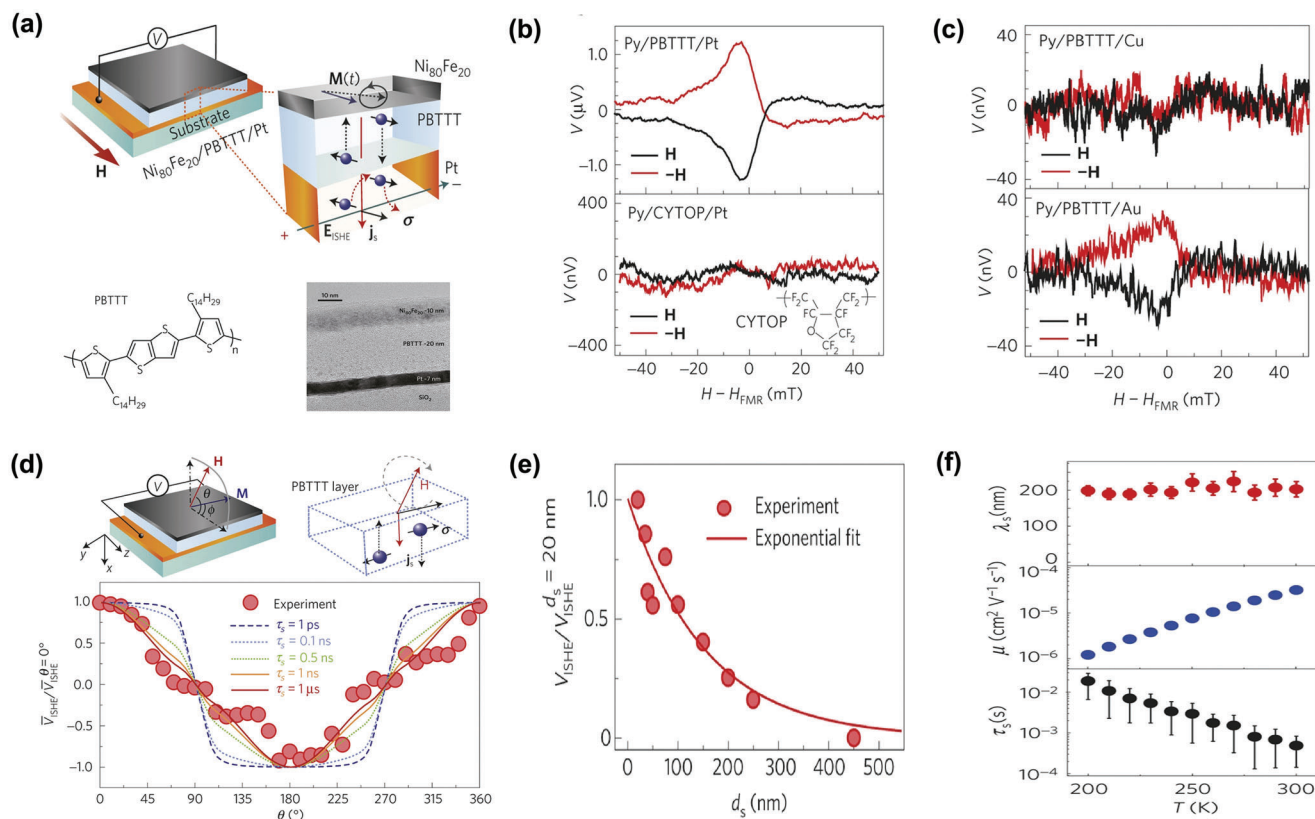 (a)
V
Substrate
Ni80Fe20/PBTTT/Pt
H
M(t)
Ni80Fe20
PBTTT
Pt
−
+
EISHE
js
σ
PBTTT
C14H29
S
S
S
S
n
C14H29
10 nm
Ni80Fe20~10 nm
PBTTT ~20 nm
Pt~7 nm
SiO2
(b)
Py/PBTTT/Pt
V (μV)
1.0
0
−1.0
H
−H
Py/CYTOP/Pt
V (nV)
400
0
−400
H
−H
CYTOP
F2C
CF2
FC
CF
O
CF2
CF2
−40 −20 0 20 40
H − HFMR (mT)
(c)
Py/PBTTT/Cu
V (nV)
40
0
−40
H
−H
Py/PBTTT/Au
V (nV)
40
0
−40
H
−H
−40 −20 0 20 40
H − HFMR (mT)
(d)
V
H
θ
M
ϕ
y
z
x
PBTTT layer
H
σ
js
V̅ISHE/V̅ISHE θ = 0°
1.0
0.5
0.0
−0.5
−1.0
Experiment
τs = 1 ps
τs = 0.1 ns
τs = 0.5 ns
τs = 1 ns
τs = 1 μs
0 45 90 135 180 225 270 315 360
θ (°)
(e)
VISHE/VISHE ds = 20 nm
1.0
0.5
0
Experiment
Exponential fit
0 100 200 300 400 500
ds (nm)
(f)
λs(nm)
200
100
0
μ (cm2 V−1 s−1)
10−4
10−5
10−6
τs(s)
10−2
10−3
10−4
200 250 300
T (K)